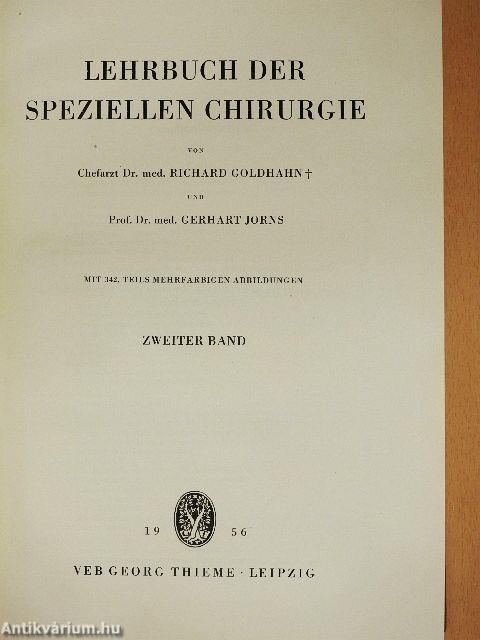 LEHRBUCH DER
SPEZIELLEN CHIRURGIE
VON
Chefarzt Dr. med. RICHARD GOLDHAHN †
UND
Prof. Dr. med. GERHART JORNS
MIT 342, TEILS MEHRFARBIGEN ABBILDUNGEN
ZWEITER BAND
19 56
VEB GEORG THIEME · LEIPZIG
Antikvárium.hu